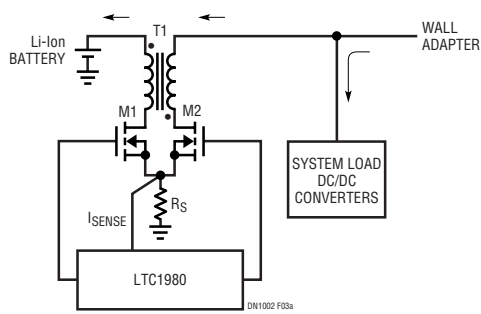 T1
WALL
ADAPTER
Li-Ion
BATTERY
M1
M2
SYSTEM LOAD
DC/DC
CONVERTERS
RS
ISENSE
LTC1980
DN1002 F03a